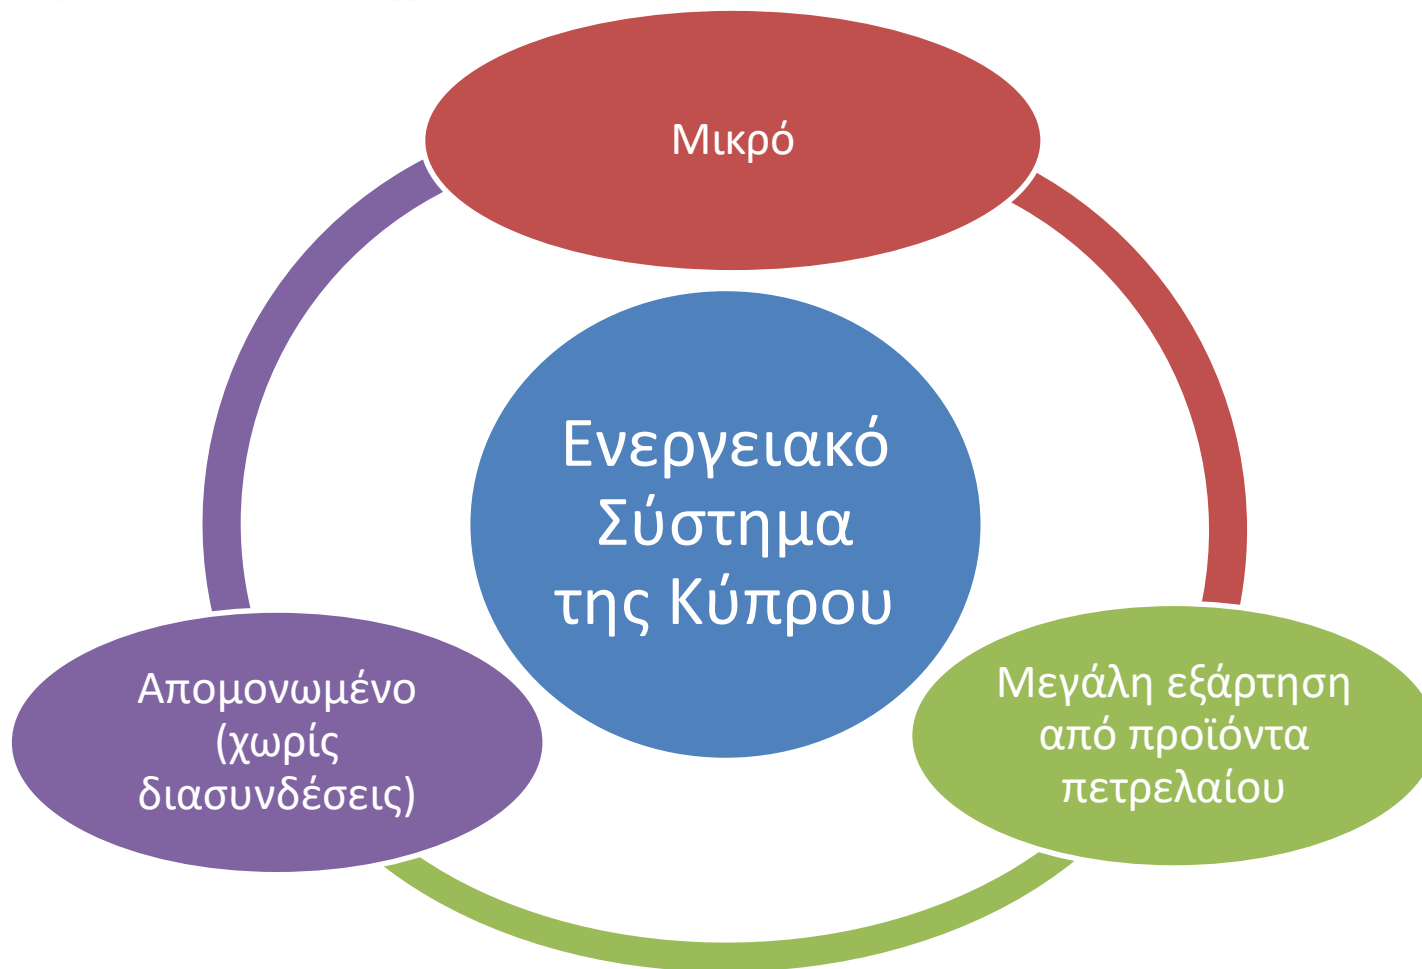 Μικρό
Ενεργειακό
Σύστημα
της Κύπρου
Απομονωμένο
(χωρίς
διασυνδέσεις)
Μεγάλη εξάρτηση
από προϊόντα
πετρελαίου